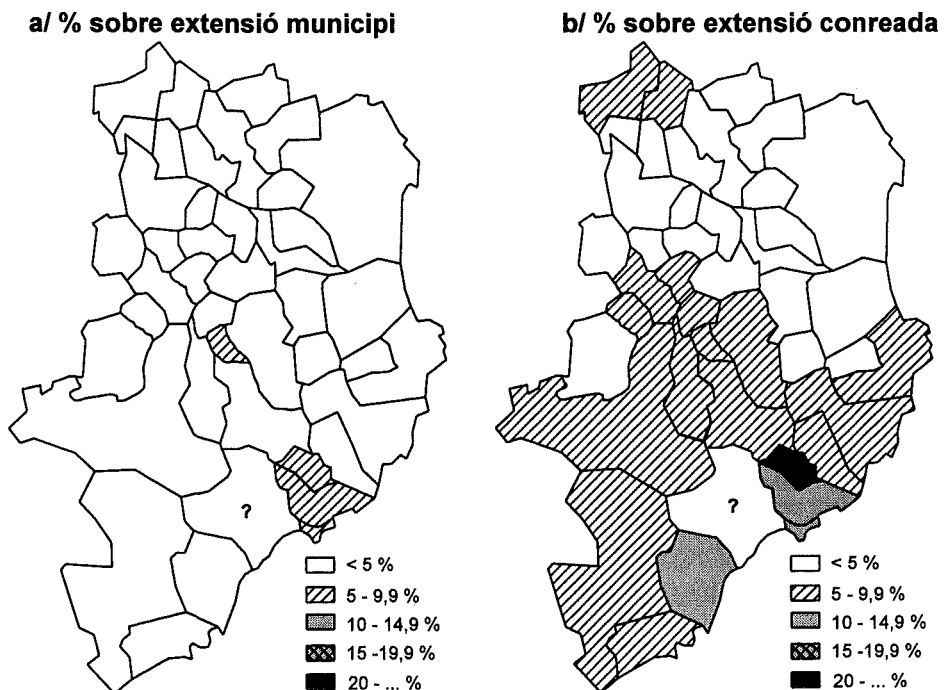 a/ % sobre extensió municipi
b/ % sobre extensió conreada
?
< 5 %
5 - 9,9 %
10 - 14,9 %
15 -19,9 %
20 - ... %
?
< 5 %
5 - 9,9 %
10 - 14,9 %
15 -19,9 %
20 - ... %